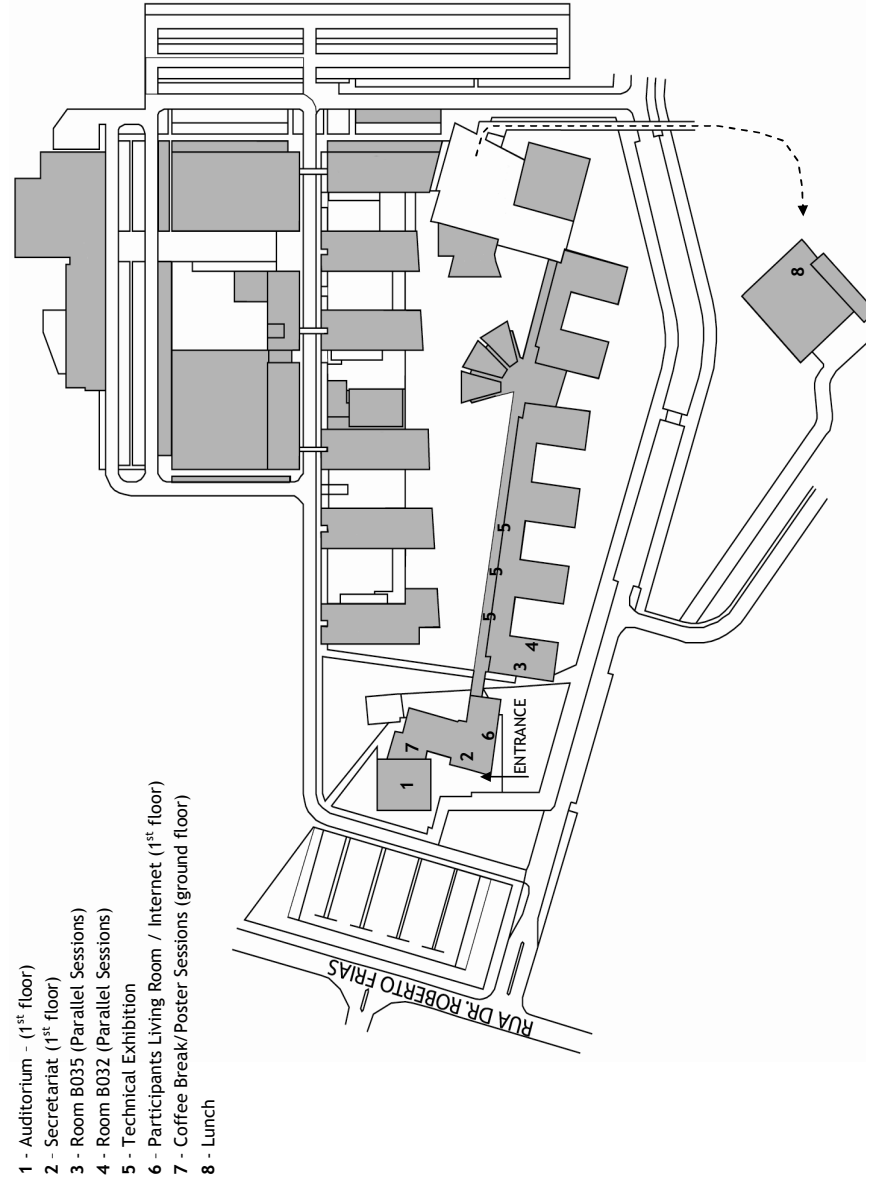 1 - Auditorium - (1st floor)
2 - Secretariat (1st floor)
3 - Room B035 (Parallel Sessions)
4 - Room B032 (Parallel Sessions)
5 - Technical Exhibition
6 - Participants Living Room / Internet (1st floor)
7 - Coffee Break/Poster Sessions (ground floor)
8 - Lunch
RUA DR. ROBERTO FRIAS
ENTRANCE
1
2
7
6
3
4
5
5
5
8